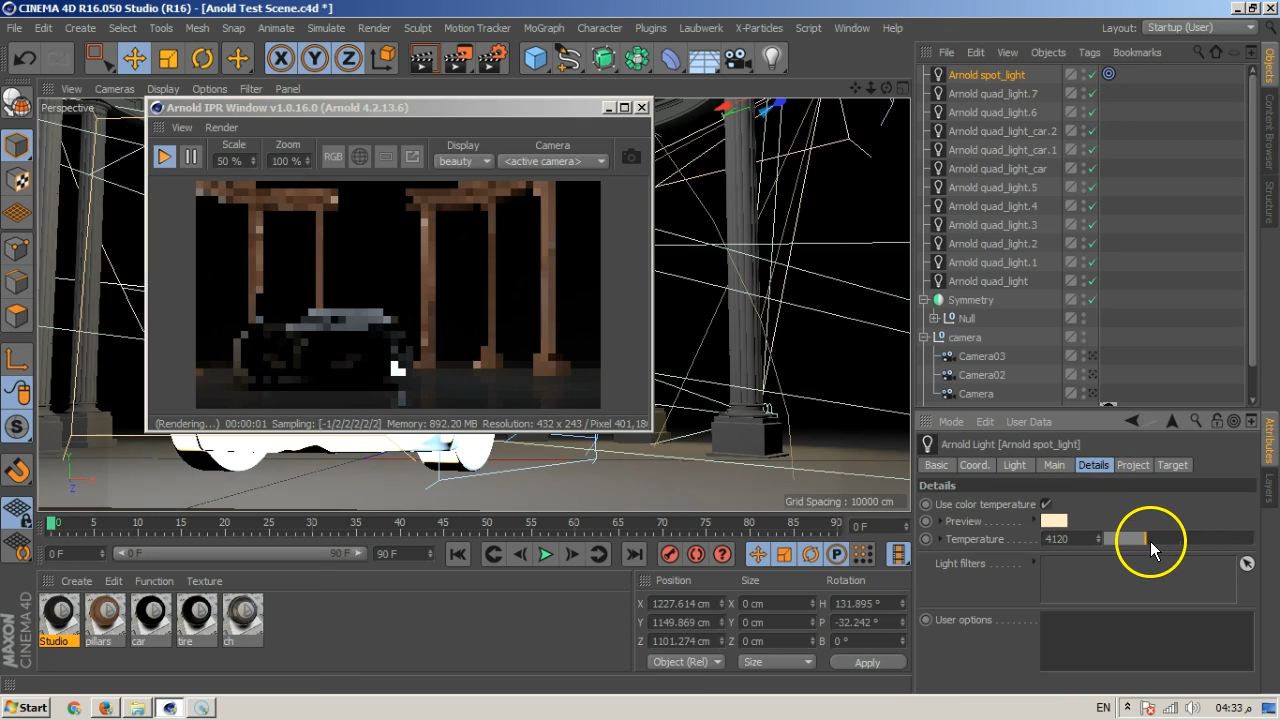 CINEMA 4D R16.050 Studio (R16) - [Anold Test Scene.c4d *]
File Edit Create Select Tools Mesh Snap Animate Simulate Render Sculpt Motion Tracker MoGraph Character Plugins Laubwerk X-Particles Script Window Help Layout: Startup (User)
File Edit View Objects Tags Bookmarks
View Cameras Display Options Filter Panel
Perspective
Arnold IPR Window v1.0.16.0 (Arnold 4.2.13.6)
View Render
Scale Zoom Display Camera
50 % 100 % RGB beauty <active camera>
(Rendering...) 00:00:01 Sampling: [-1/2/2/2/2/2] Memory: 892.20 MB Resolution: 432 x 243 / Pixel 401,18
Grid Spacing : 10000 cm
Y
Z
X Y Z
S
Arnold spot_light
Arnold quad_light.7
Arnold quad_light.6
Arnold quad_light_car.2
Arnold quad_light_car.1
Arnold quad_light_car
Arnold quad_light.5
Arnold quad_light.4
Arnold quad_light.3
Arnold quad_light.2
Arnold quad_light.1
Arnold quad_light
Symmetry
Null
camera
Camera03
Camera02
Camera
Objects
Content Browser
Structure
Mode Edit User Data
Arnold Light [Arnold spot_light]
Basic Coord. Light Main Details Project Target
Details
Use color temperature
Preview
Temperature 4120
Light filters
User options
Attributes
Layers
0 5 10 15 20 25 30 35 40 45 50 55 60 65 70 75 80 85 90 0 F
0 F 0 F 90 F 90 F
P
Create Edit Function Texture
Studio pillars car tire ch
Position Size Rotation
X 1227.614 cm X 0 cm H 131.895 °
Y 1149.869 cm Y 0 cm P -32.242 °
Z 1101.274 cm Z 0 cm B 0 °
Object (Rel) Size Apply
MAXON
CINEMA 4D
Start EN 04:33 م